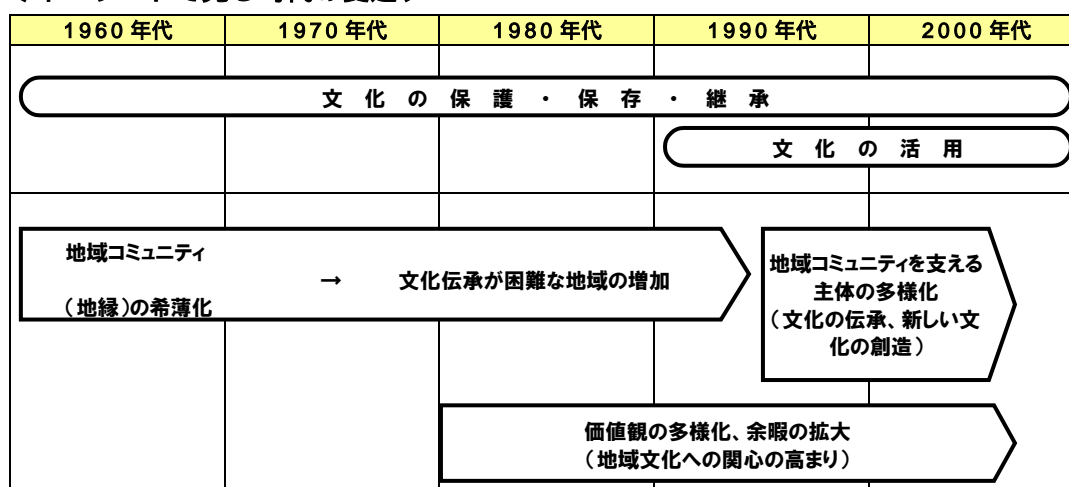 1960年代 1970年代 1980年代 1990年代 2000年代
文化の保護・保存・継承
文化の活用
地域コミュニティ
(地縁)の希薄化
→ 文化伝承が困難な地域の増加
地域コミュニティを支える
主体の多様化
(文化の伝承、新しい文
化の創造)
価値観の多様化、余暇の拡大
(地域文化への関心の高まり)